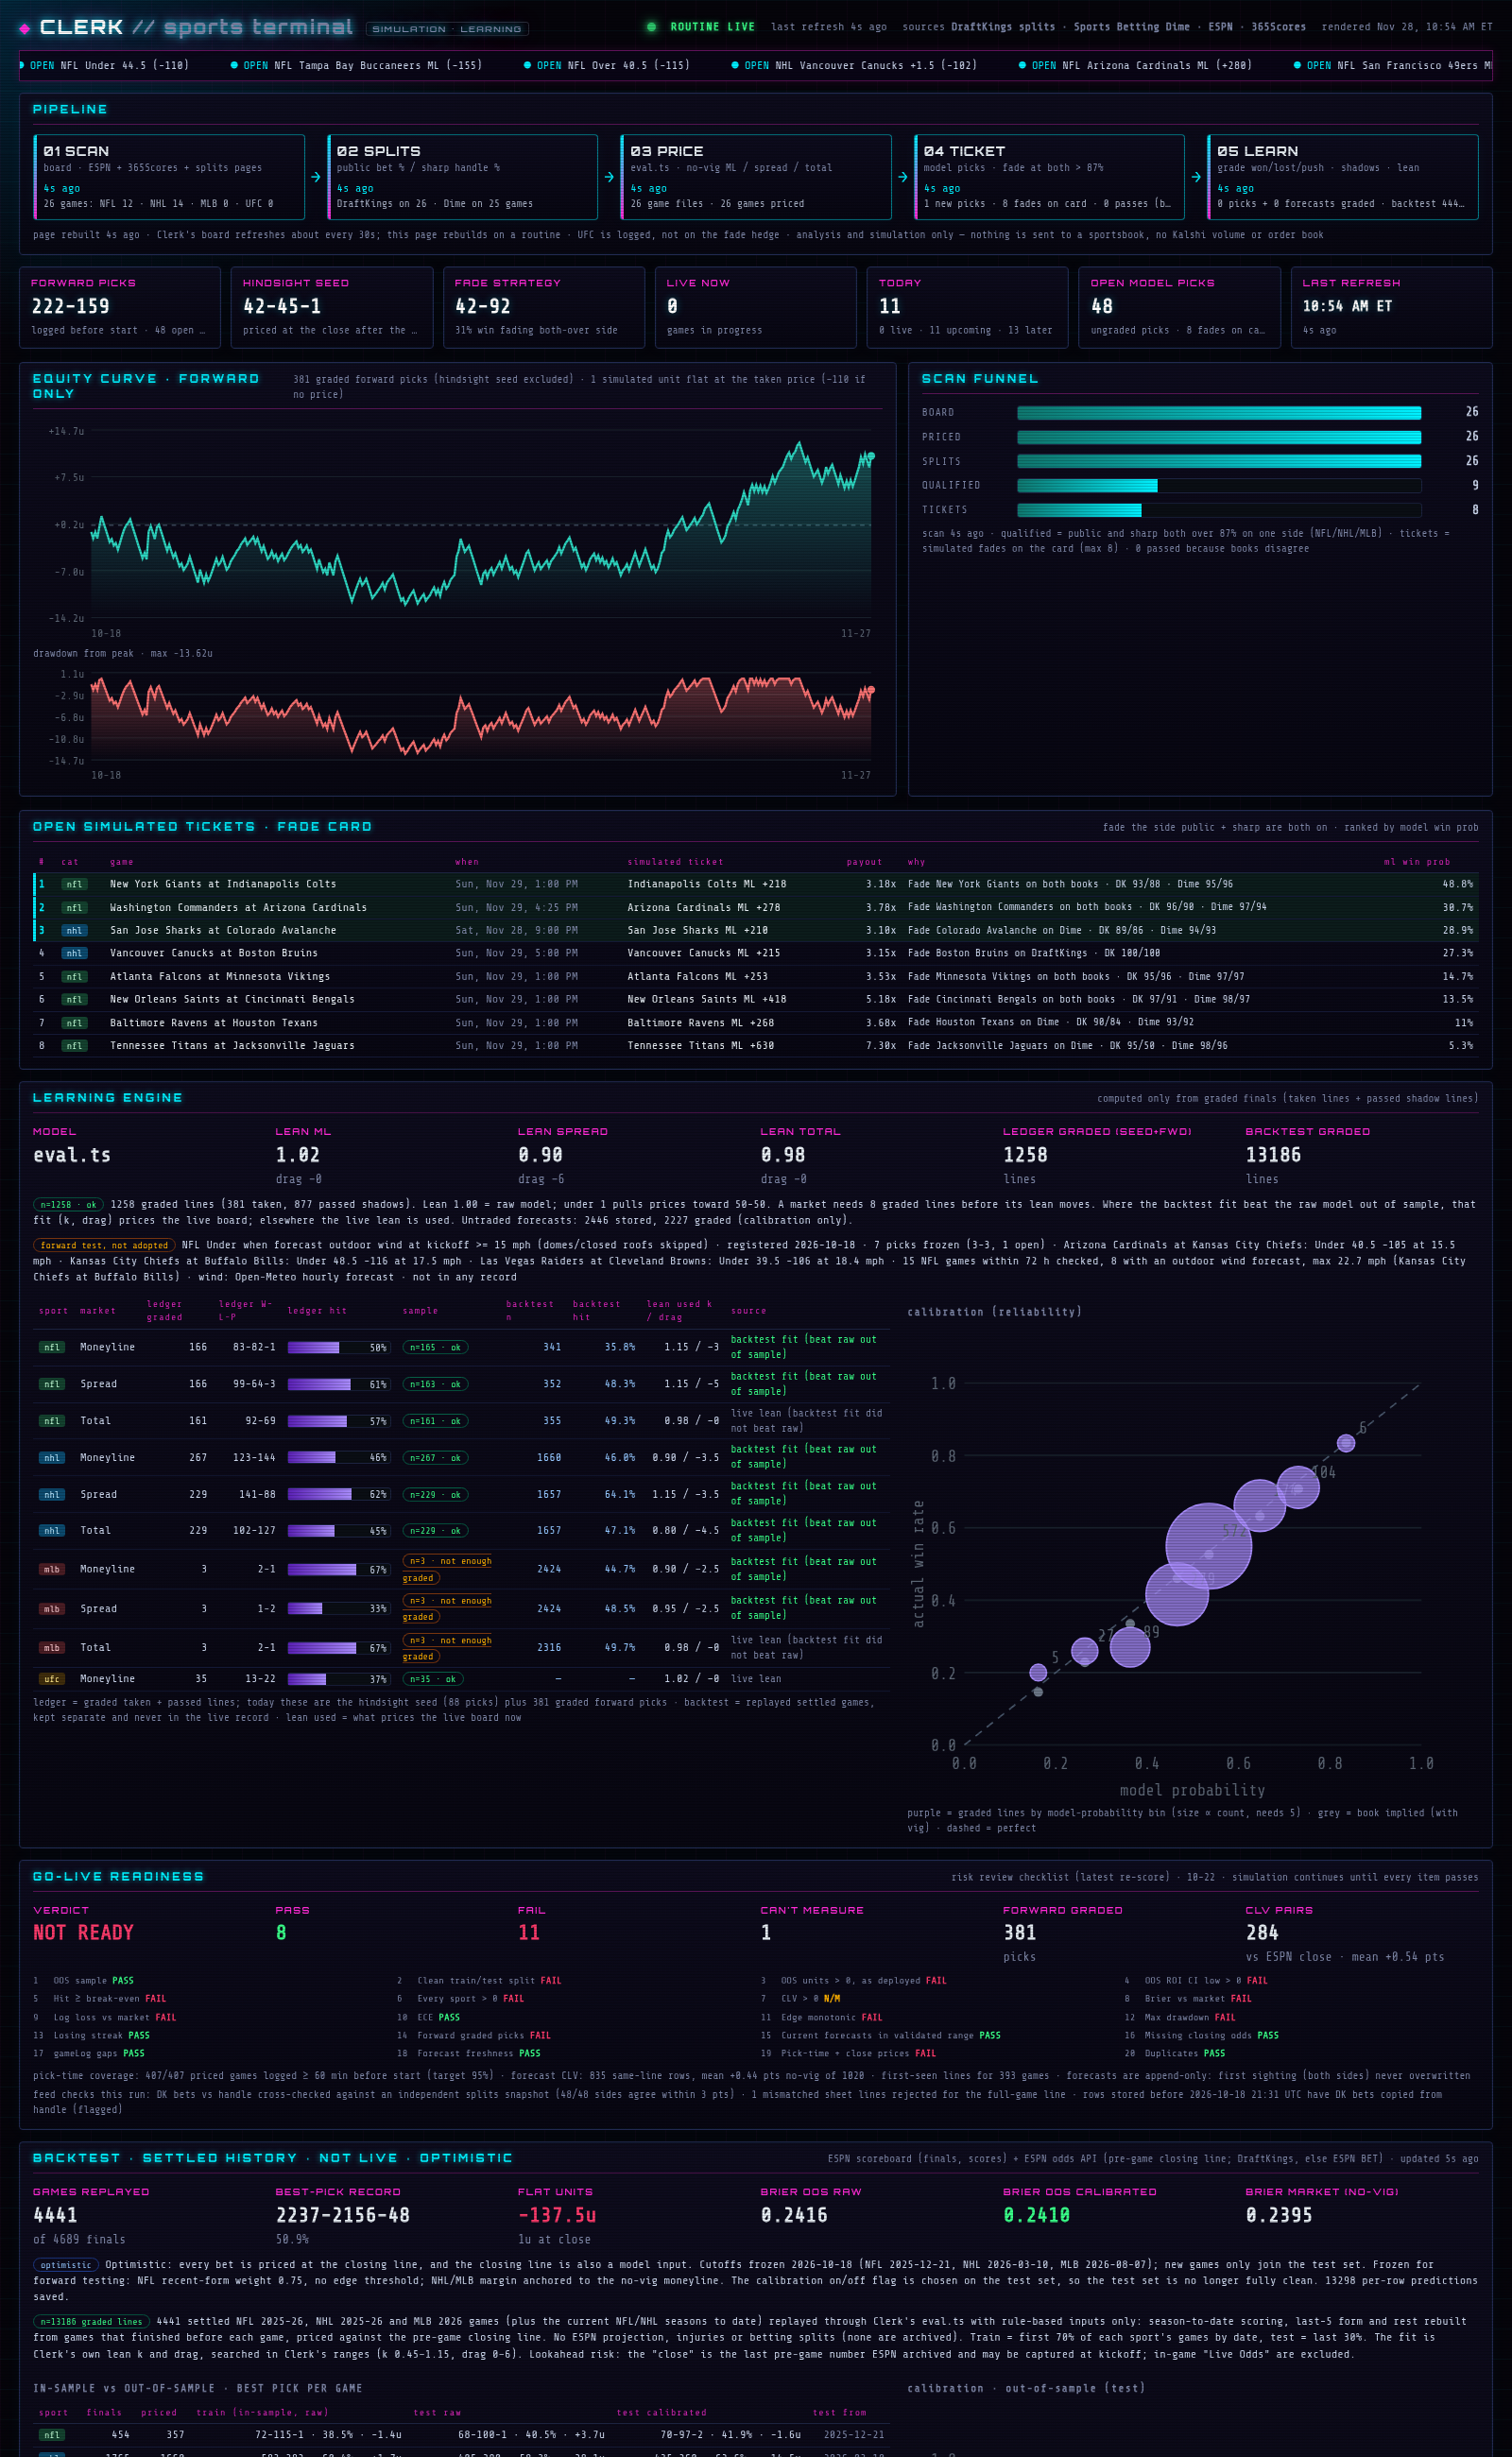 ◆ CLERK // sports terminal SIMULATION · LEARNING ROUTINE LIVE last refresh 4s ago sources DraftKings splits · Sports Betting Dime · ESPN · 365Scores rendered Nov 28, 10:54 AM ET
OPEN NFL Under 44.5 (-110) OPEN NFL Tampa Bay Buccaneers ML (-155) OPEN NFL Over 40.5 (-115) OPEN NHL Vancouver Canucks +1.5 (-102) OPEN NFL Arizona Cardinals ML (+280) OPEN NFL San Francisco 49ers
PIPELINE
01 SCAN
board · ESPN + 365Scores + splits pages
4s ago
26 games: NFL 12 · NHL 14 · MLB 0 · UFC 0
→
02 SPLITS
public bet % / sharp handle %
4s ago
DraftKings on 26 · Dime on 25 games
→
03 PRICE
eval.ts · no-vig ML / spread / total
4s ago
26 game files · 26 games priced
→
04 TICKET
model picks · fade at both > 87%
4s ago
1 new picks · 8 fades on card · 0 passes (b…
→
05 LEARN
grade won/lost/push · shadows · lean
4s ago
0 picks + 0 forecasts graded · backtest 444…
page rebuilt 4s ago · Clerk's board refreshes about every 30s; this page rebuilds on a routine · UFC is logged, not on the fade hedge · analysis and simulation only — nothing is sent to a sportsbook, no Kalshi volume or order book
FORWARD PICKS
222-159
logged before start · 48 open …
HINDSIGHT SEED
42-45-1
priced at the close after the …
FADE STRATEGY
42-92
31% win fading both-over side
LIVE NOW
0
games in progress
TODAY
11
0 live · 11 upcoming · 13 later
OPEN MODEL PICKS
48
ungraded picks · 8 fades on ca…
LAST REFRESH
10:54 AM ET
4s ago
EQUITY CURVE · FORWARD ONLY
381 graded forward picks (hindsight seed excluded) · 1 simulated unit flat at the taken price (-110 if no price)
+14.7u
+7.5u
+0.2u
-7.0u
-14.2u
10-18 11-27
drawdown from peak · max -13.62u
1.1u
-2.9u
-6.8u
-10.8u
-14.7u
10-18 11-27
SCAN FUNNEL
BOARD 26
PRICED 26
SPLITS 26
QUALIFIED 9
TICKETS 8
scan 4s ago · qualified = public and sharp both over 87% on one side (NFL/NHL/MLB) · tickets =
simulated fades on the card (max 8) · 0 passed because books disagree
OPEN SIMULATED TICKETS · FADE CARD fade the side public + sharp are both on · ranked by model win prob
# cat game when simulated ticket payout why ml win prob
1 nfl New York Giants at Indianapolis Colts Sun, Nov 29, 1:00 PM Indianapolis Colts ML +218 3.18x Fade New York Giants on both books · DK 93/88 · Dime 95/96 48.8%
2 nfl Washington Commanders at Arizona Cardinals Sun, Nov 29, 4:25 PM Arizona Cardinals ML +278 3.78x Fade Washington Commanders on both books · DK 96/90 · Dime 97/94 30.7%
3 nhl San Jose Sharks at Colorado Avalanche Sat, Nov 28, 9:00 PM San Jose Sharks ML +210 3.10x Fade Colorado Avalanche on Dime · DK 89/86 · Dime 94/93 28.9%
4 nhl Vancouver Canucks at Boston Bruins Sun, Nov 29, 5:00 PM Vancouver Canucks ML +215 3.15x Fade Boston Bruins on DraftKings · DK 100/100 27.3%
5 nfl Atlanta Falcons at Minnesota Vikings Sun, Nov 29, 1:00 PM Atlanta Falcons ML +253 3.53x Fade Minnesota Vikings on both books · DK 95/96 · Dime 97/97 14.7%
6 nfl New Orleans Saints at Cincinnati Bengals Sun, Nov 29, 1:00 PM New Orleans Saints ML +418 5.18x Fade Cincinnati Bengals on both books · DK 97/91 · Dime 98/97 13.5%
7 nfl Baltimore Ravens at Houston Texans Sun, Nov 29, 1:00 PM Baltimore Ravens ML +268 3.68x Fade Houston Texans on Dime · DK 90/84 · Dime 93/92 11%
8 nfl Tennessee Titans at Jacksonville Jaguars Sun, Nov 29, 1:00 PM Tennessee Titans ML +630 7.30x Fade Jacksonville Jaguars on Dime · DK 95/50 · Dime 98/96 5.3%
LEARNING ENGINE computed only from graded finals (taken lines + passed shadow lines)
MODEL LEAN ML LEAN SPREAD LEAN TOTAL LEDGER GRADED (SEED+FWD) BACKTEST GRADED
eval.ts 1.02 0.90 0.98 1258 13186
drag -0 drag -6 drag -0 lines lines
n=1258 · ok 1258 graded lines (381 taken, 877 passed shadows). Lean 1.00 = raw model; under 1 pulls prices toward 50-50. A market needs 8 graded lines before its lean moves. Where the backtest fit beat the raw model out of sample, that
fit (k, drag) prices the live board; elsewhere the live lean is used. Untraded forecasts: 2446 stored, 2227 graded (calibration only).
forward test, not adopted NFL Under when forecast outdoor wind at kickoff >= 15 mph (domes/closed roofs skipped) · registered 2026-10-18 · 7 picks frozen (3-3, 1 open) · Arizona Cardinals at Kansas City Chiefs: Under 40.5 -105 at 15.5
mph · Kansas City Chiefs at Buffalo Bills: Under 48.5 -116 at 17.5 mph · Las Vegas Raiders at Cleveland Browns: Under 39.5 -106 at 18.4 mph · 15 NFL games within 72 h checked, 8 with an outdoor wind forecast, max 22.7 mph (Kansas City
Chiefs at Buffalo Bills) · wind: Open-Meteo hourly forecast · not in any record
sport market ledger graded ledger W-L-P ledger hit sample backtest n backtest hit lean used k / drag source
nfl Moneyline 166 83-82-1 50% n=165 · ok 341 35.8% 1.15 / -3 backtest fit (beat raw out of sample)
nfl Spread 166 99-64-3 61% n=163 · ok 352 48.3% 1.15 / -5 backtest fit (beat raw out of sample)
nfl Total 161 92-69 57% n=161 · ok 355 49.3% 0.98 / -0 live lean (backtest fit did not beat raw)
nhl Moneyline 267 123-144 46% n=267 · ok 1660 46.0% 0.90 / -3.5 backtest fit (beat raw out of sample)
nhl Spread 229 141-88 62% n=229 · ok 1657 64.1% 1.15 / -3.5 backtest fit (beat raw out of sample)
nhl Total 229 102-127 45% n=229 · ok 1657 47.1% 0.80 / -4.5 backtest fit (beat raw out of sample)
mlb Moneyline 3 2-1 67% n=3 · not enough graded 2424 44.7% 0.90 / -2.5 backtest fit (beat raw out of sample)
mlb Spread 3 1-2 33% n=3 · not enough graded 2424 48.5% 0.95 / -2.5 backtest fit (beat raw out of sample)
mlb Total 3 2-1 67% n=3 · not enough graded 2316 49.7% 0.98 / -0 live lean (backtest fit did not beat raw)
ufc Moneyline 35 13-22 37% n=35 · ok — — 1.02 / -0 live lean
ledger = graded taken + passed lines; today these are the hindsight seed (88 picks) plus 381 graded forward picks · backtest = replayed settled games,
kept separate and never in the live record · lean used = what prices the live board now
calibration (reliability)
1.0
0.8
0.6
0.4
0.2
0.0
0.0 0.2 0.4 0.6 0.8 1.0
actual win rate
model probability
5 27 89 572 104 6
purple = graded lines by model-probability bin (size ∝ count, needs 5) · grey = book implied (with
vig) · dashed = perfect
GO-LIVE READINESS risk review checklist (latest re-score) · 10-22 · simulation continues until every item passes
VERDICT PASS FAIL CAN'T MEASURE FORWARD GRADED CLV PAIRS
NOT READY 8 11 1 381 284
picks vs ESPN close · mean +0.54 pts
1 OOS sample PASS 2 Clean train/test split FAIL 3 OOS units > 0, as deployed FAIL 4 OOS ROI CI low > 0 FAIL
5 Hit ≥ break-even FAIL 6 Every sport > 0 FAIL 7 CLV > 0 N/M 8 Brier vs market FAIL
9 Log loss vs market FAIL 10 ECE PASS 11 Edge monotonic FAIL 12 Max drawdown FAIL
13 Losing streak PASS 14 Forward graded picks FAIL 15 Current forecasts in validated range PASS 16 Missing closing odds PASS
17 gameLog gaps PASS 18 Forecast freshness PASS 19 Pick-time + close prices FAIL 20 Duplicates PASS
pick-time coverage: 407/407 priced games logged ≥ 60 min before start (target 95%) · forecast CLV: 835 same-line rows, mean +0.44 pts no-vig of 1020 · first-seen lines for 393 games · forecasts are append-only: first sighting (both sides) never overwritten
feed checks this run: DK bets vs handle cross-checked against an independent splits snapshot (48/48 sides agree within 3 pts) · 1 mismatched sheet lines rejected for the full-game line · rows stored before 2026-10-18 21:31 UTC have DK bets copied from
handle (flagged)
BACKTEST · SETTLED HISTORY · NOT LIVE · OPTIMISTIC ESPN scoreboard (finals, scores) + ESPN odds API (pre-game closing line; DraftKings, else ESPN BET) · updated 5s ago
GAMES REPLAYED BEST-PICK RECORD FLAT UNITS BRIER OOS RAW BRIER OOS CALIBRATED BRIER MARKET (NO-VIG)
4441 2237-2156-48 -137.5u 0.2416 0.2410 0.2395
of 4689 finals 50.9% 1u at close
optimistic Optimistic: every bet is priced at the closing line, and the closing line is also a model input. Cutoffs frozen 2026-10-18 (NFL 2025-12-21, NHL 2026-03-10, MLB 2026-08-07); new games only join the test set. Frozen for
forward testing: NFL recent-form weight 0.75, no edge threshold; NHL/MLB margin anchored to the no-vig moneyline. The calibration on/off flag is chosen on the test set, so the test set is no longer fully clean. 13298 per-row predictions
saved.
n=13186 graded lines 4441 settled NFL 2025-26, NHL 2025-26 and MLB 2026 games (plus the current NFL/NHL seasons to date) replayed through Clerk's eval.ts with rule-based inputs only: season-to-date scoring, last-5 form and rest rebuilt
from games that finished before each game, priced against the pre-game closing line. No ESPN projection, injuries or betting splits (none are archived). Train = first 70% of each sport's games by date, test = last 30%. The fit is
Clerk's own lean k and drag, searched in Clerk's ranges (k 0.45-1.15, drag 0-6). Lookahead risk: the "close" is the last pre-game number ESPN archived and may be captured at kickoff; in-game "Live Odds" are excluded.
IN-SAMPLE vs OUT-OF-SAMPLE · BEST PICK PER GAME calibration · out-of-sample (test)
sport finals priced train (in-sample, raw) test raw test calibrated test from
nfl 454 357 72-115-1 · 38.5% · -1.4u 68-100-1 · 40.5% · +3.7u 70-97-2 · 41.9% · -1.6u 2025-12-21